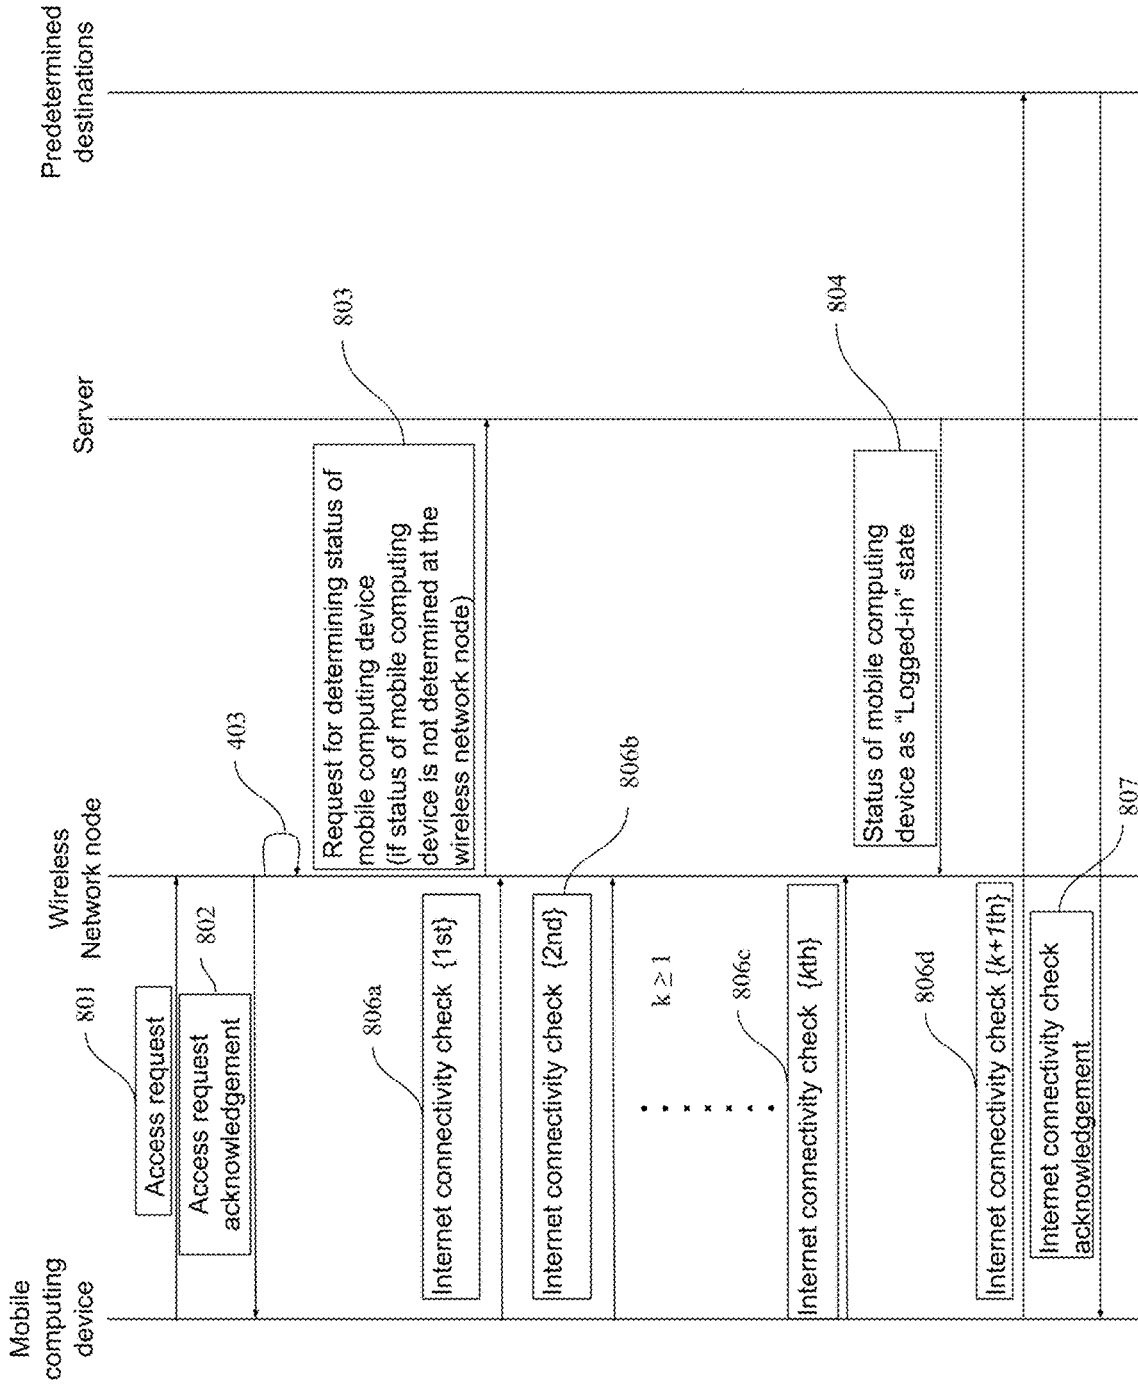 Mobile
computing
device
Wireless
Network node
Server
Predetermined
destinations
801
Access request
802
Access request
acknowledgement
403
803
Request for determining status of
mobile computing device
(if status of mobile computing
device is not determined at the
wireless network node)
806a
Internet connectivity check {1st}
806b
Internet connectivity check {2nd}
k ≥ 1
806c
Internet connectivity check {kth}
804
Status of mobile computing
device as “Logged-in” state
806d
Internet connectivity check {k+1th}
807
Internet connectivity check
acknowledgement